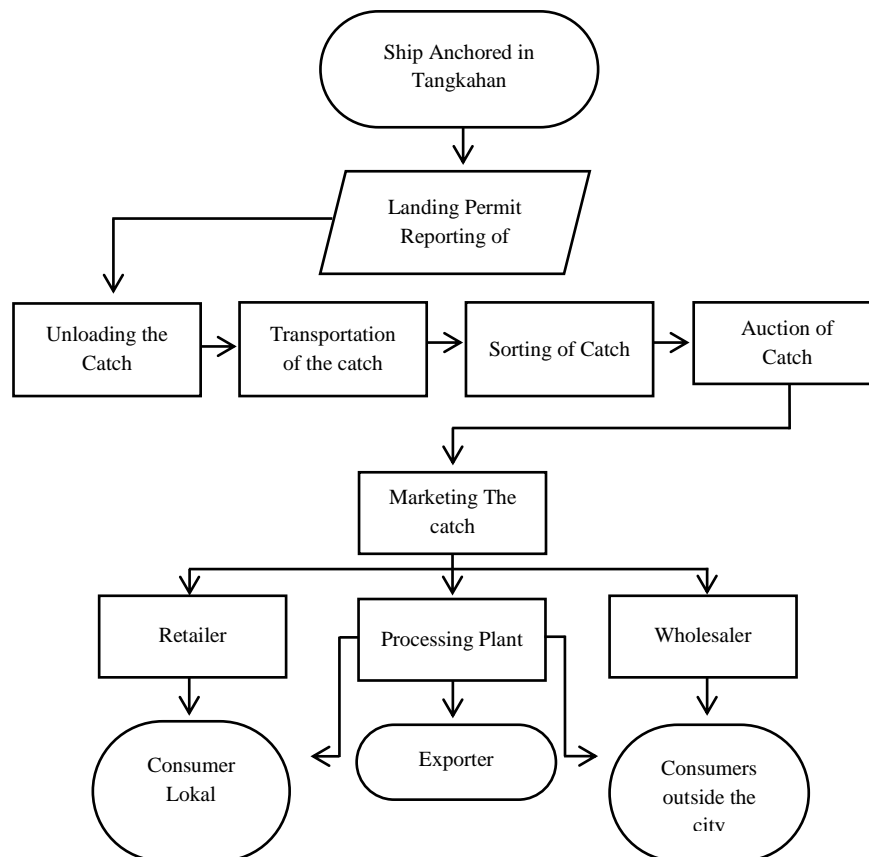 Ship Anchored in
Tangkahan
Landing Permit
Reporting of
Unloading the
Catch
Transportation
of the catch
Sorting of Catch
Auction of
Catch
Marketing The
catch
Retailer
Processing Plant
Wholesaler
Consumer
Lokal
Exporter
Consumers
outside the
city